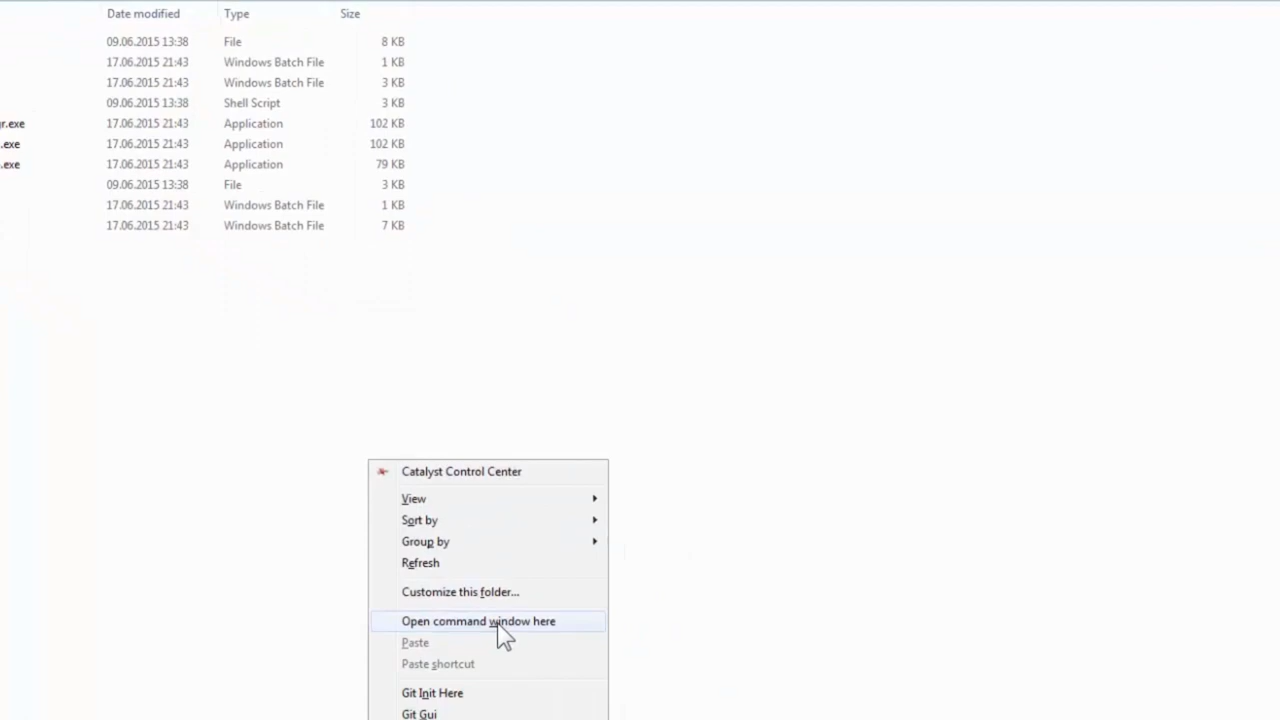 Date modified Type Size
09.06.2015 13:38 File 8 KB
17.06.2015 21:43 Windows Batch File 1 KB
17.06.2015 21:43 Windows Batch File 3 KB
09.06.2015 13:38 Shell Script 3 KB
r.exe 17.06.2015 21:43 Application 102 KB
.exe 17.06.2015 21:43 Application 102 KB
.exe 17.06.2015 21:43 Application 79 KB
09.06.2015 13:38 File 3 KB
17.06.2015 21:43 Windows Batch File 1 KB
17.06.2015 21:43 Windows Batch File 7 KB
Catalyst Control Center
View
Sort by
Group by
Refresh
Customize this folder...
Open command window here
Paste
Paste shortcut
Git Init Here
Git Gui